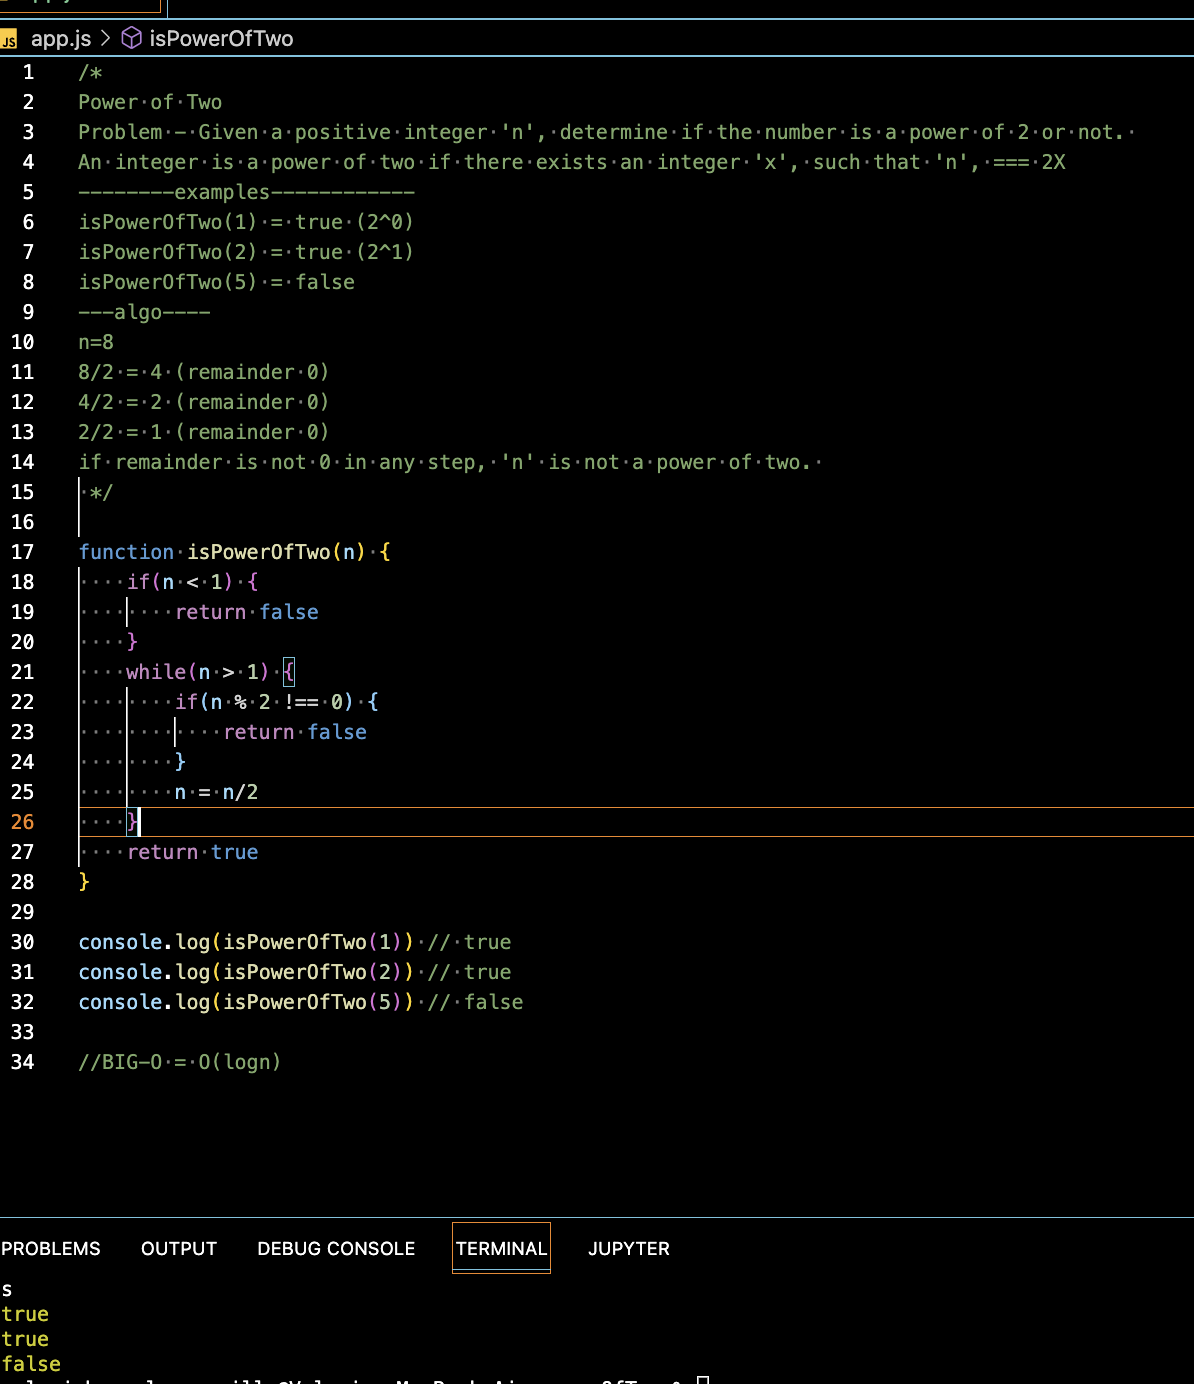 JS app.js > isPowerOfTwo
1 /*
2 Power of Two
3 Problem - Given a positive integer 'n', determine if the number is a power of 2 or not.
4 An integer is a power of two if there exists an integer 'x', such that 'n', === 2X
5 --------examples------------
6 isPowerOfTwo(1) = true (2^0)
7 isPowerOfTwo(2) = true (2^1)
8 isPowerOfTwo(5) = false
9 ---algo----
10 n=8
11 8/2 = 4 (remainder 0)
12 4/2 = 2 (remainder 0)
13 2/2 = 1 (remainder 0)
14 if remainder is not 0 in any step, 'n' is not a power of two.
15  */
16
17 function isPowerOfTwo(n) {
18     if(n < 1) {
19         return false
20     }
21     while(n > 1) {
22         if(n % 2 !== 0) {
23             return false
24         }
25         n = n/2
26     }
27     return true
28 }
29
30 console.log(isPowerOfTwo(1)) // true
31 console.log(isPowerOfTwo(2)) // true
32 console.log(isPowerOfTwo(5)) // false
33
34 //BIG-O = O(logn)
PROBLEMS OUTPUT DEBUG CONSOLE TERMINAL JUPYTER
s
true
true
false